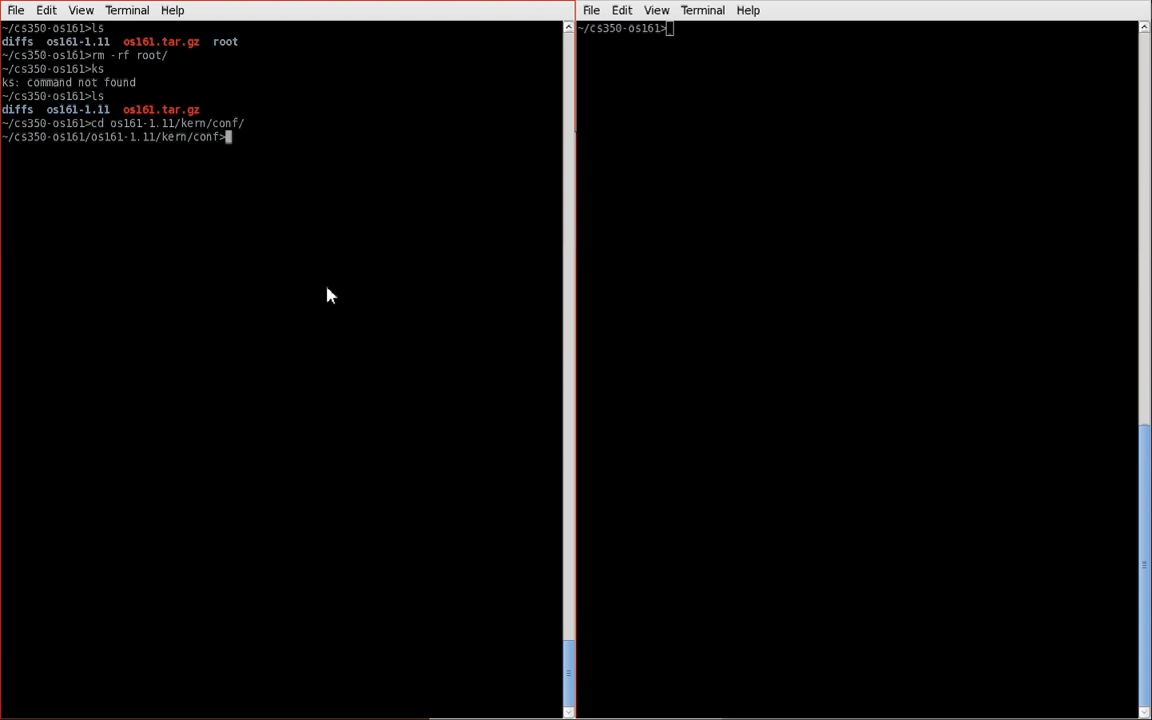 File Edit View Terminal Help
~/cs350-os161>ls
diffs os161-1.11 os161.tar.gz root
~/cs350-os161>rm -rf root/
~/cs350-os161>ks
ks: command not found
~/cs350-os161>ls
diffs os161-1.11 os161.tar.gz
~/cs350-os161>cd os161-1.11/kern/conf/
~/cs350-os161/os161-1.11/kern/conf>
File Edit View Terminal Help
~/cs350-os161>